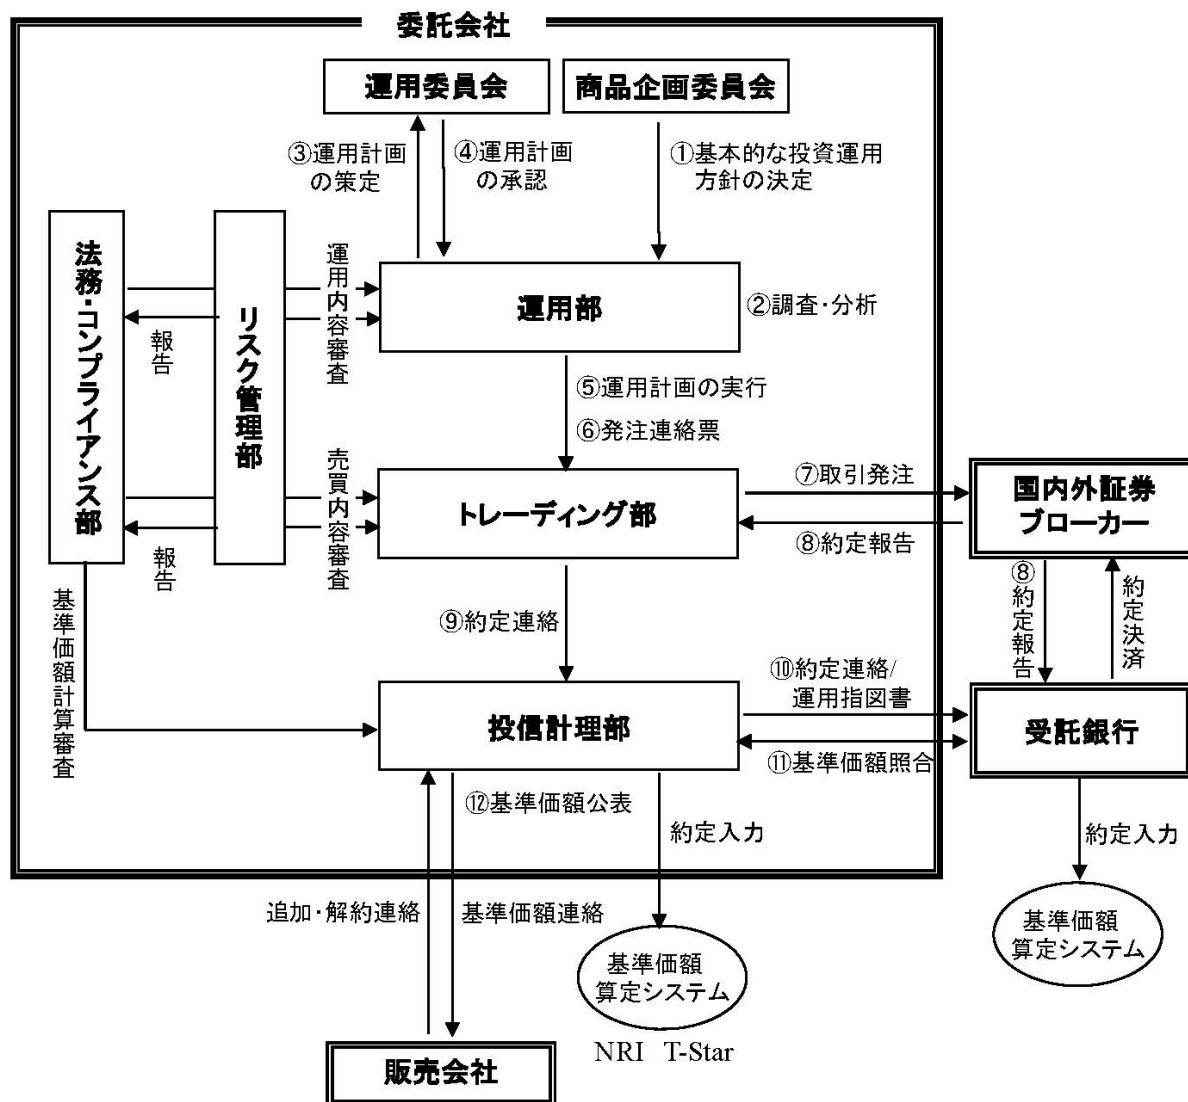 委託会社
運用委員会
商品企画委員会
③運用計画
の策定
④運用計画
の承認
①基本的な投資運用
方針の決定
法務・コンプライアンス部
リスク管理部
運用内容審査
報告
運用部
②調査・分析
⑤運用計画の実行
⑥発注連絡票
売買内容審査
報告
トレーディング部
⑦取引発注
⑧約定報告
国内外証券
ブローカー
⑧約定報告
約定決済
⑨約定連絡
基準価額計算審査
投信計理部
⑩約定連絡/
運用指図書
⑪基準価額照合
受託銀行
⑫基準価額公表
約定入力
約定入力
追加・解約連絡
基準価額連絡
基準価額
算定システム
基準価額
算定システム
NRI T-Star
販売会社